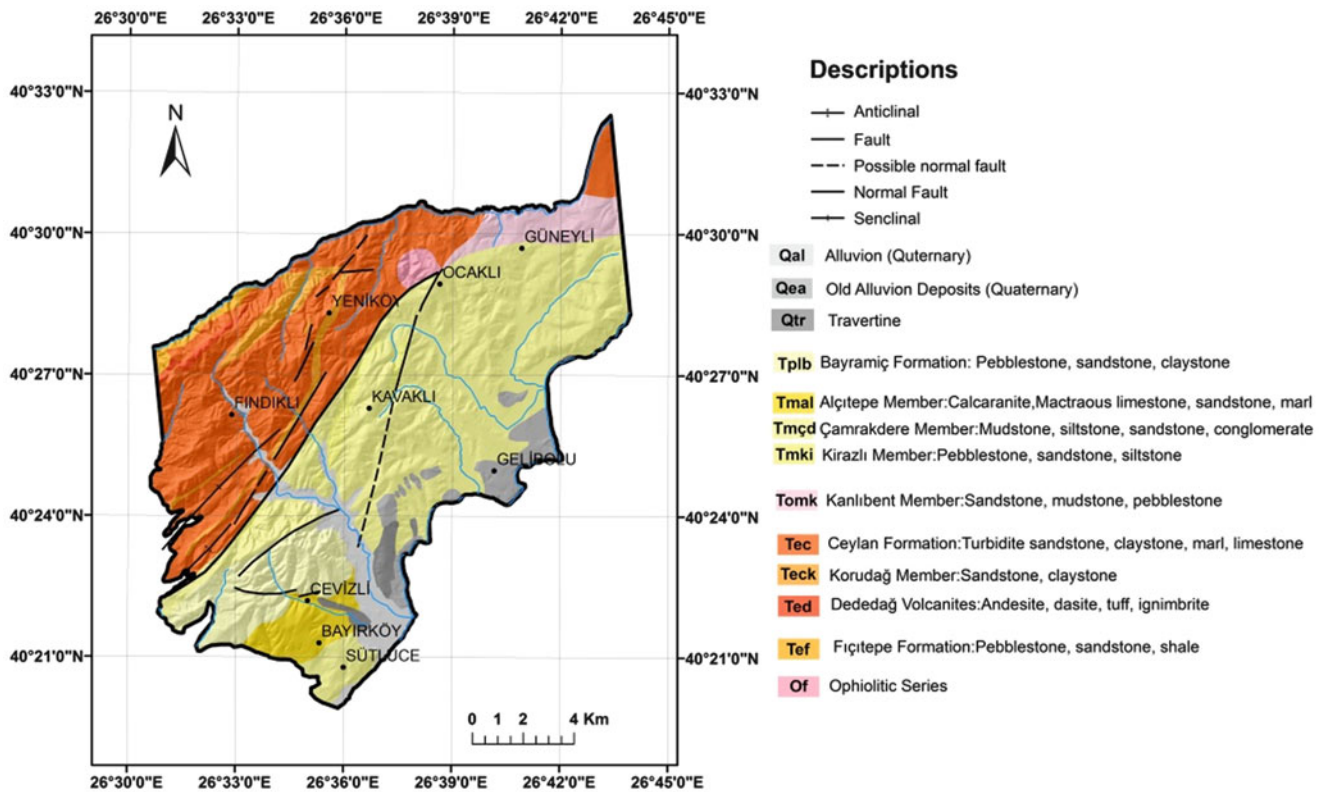 26°30'0"E 26°33'0"E 26°36'0"E 26°39'0"E 26°42'0"E 26°45'0"E
40°33'0"N 40°33'0"N
N
40°30'0"N 40°30'0"N
GÜNEYLİ
OCAKLI
YENİKÖY
40°27'0"N 40°27'0"N
FINDIKLI
KAVAKLI
GELİBOLU
40°24'0"N 40°24'0"N
CEVİZLİ
BAYIRKÖY
SÜTLÜCE
40°21'0"N 40°21'0"N
0 1 2 4 Km
26°30'0"E 26°33'0"E 26°36'0"E 26°39'0"E 26°42'0"E 26°45'0"E
Descriptions
Anticlinal
Fault
Possible normal fault
Normal Fault
Senclinal
Qal Alluvion (Quternary)
Qea Old Alluvion Deposits (Quaternary)
Qtr Travertine
Tplb Bayramiç Formation: Pebblestone, sandstone, claystone
Tmal Alçıtepe Member:Calcaranite,Mactraous limestone, sandstone, marl
Tmçd Çamrakdere Member:Mudstone, siltstone, sandstone, conglomerate
Tmki Kirazlı Member:Pebblestone, sandstone, siltstone
Tomk Kanlıbent Member:Sandstone, mudstone, pebblestone
Tec Ceylan Formation:Turbidite sandstone, claystone, marl, limestone
Teck Korudağ Member:Sandstone, claystone
Ted Dededağ Volcanites:Andesite, dasite, tuff, ignimbrite
Tef Fıçıtepe Formation:Pebblestone, sandstone, shale
Of Ophiolitic Series